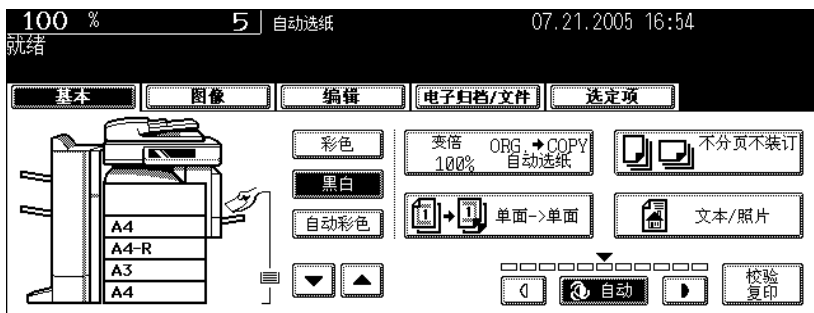 100 % 5 自动选纸 07.21.2005 16:54
就绪
基本 图像 编辑 电子归档/文件 选定项
彩色
黑白
自动彩色
变倍 ORG.➔COPY
100% 自动选纸
不分页不装订
1➔1 单面->单面
文本/照片
A4
A4-R
A3
A4
自动
校验
复印